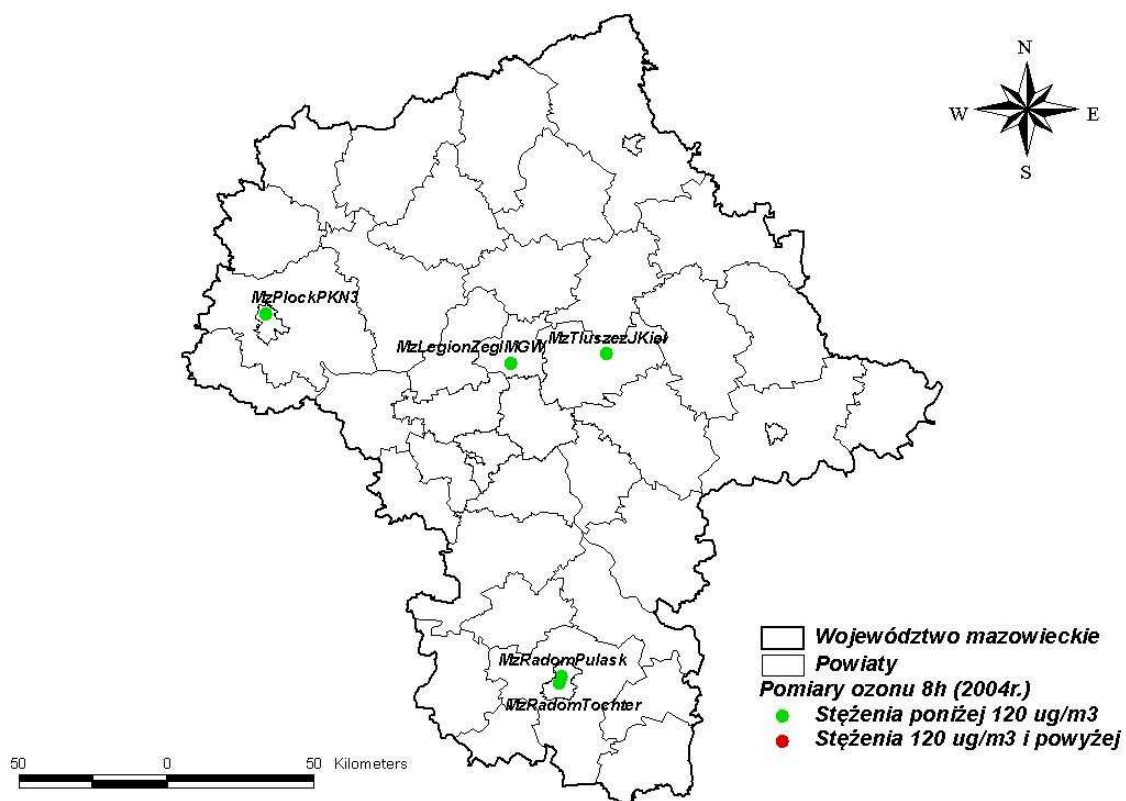 N
W E
S
MzPlockPKN3
MzLegionZeglMGW
MzTluszczJKiel
MzRadomPulask
MzRadomTochter
Województwo mazowieckie
Powiaty
Pomiary ozonu 8h (2004r.)
Stężenia poniżej 120 ug/m3
Stężenia 120 ug/m3 i powyżej
50 0 50 Kilometers